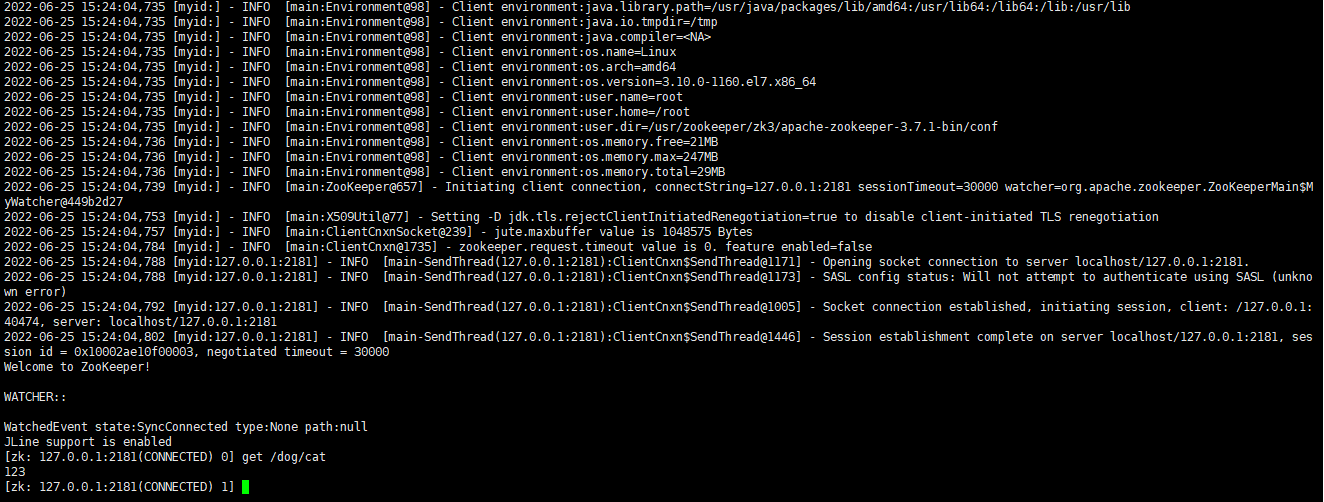 2022-06-25 15:24:04,735 [myid:] - INFO  [main:Environment@98] - Client environment:java.library.path=/usr/java/packages/lib/amd64:/usr/lib64:/lib64:/lib:/usr/lib
2022-06-25 15:24:04,735 [myid:] - INFO  [main:Environment@98] - Client environment:java.io.tmpdir=/tmp
2022-06-25 15:24:04,735 [myid:] - INFO  [main:Environment@98] - Client environment:java.compiler=<NA>
2022-06-25 15:24:04,735 [myid:] - INFO  [main:Environment@98] - Client environment:os.name=Linux
2022-06-25 15:24:04,735 [myid:] - INFO  [main:Environment@98] - Client environment:os.arch=amd64
2022-06-25 15:24:04,735 [myid:] - INFO  [main:Environment@98] - Client environment:os.version=3.10.0-1160.el7.x86_64
2022-06-25 15:24:04,735 [myid:] - INFO  [main:Environment@98] - Client environment:user.name=root
2022-06-25 15:24:04,735 [myid:] - INFO  [main:Environment@98] - Client environment:user.home=/root
2022-06-25 15:24:04,735 [myid:] - INFO  [main:Environment@98] - Client environment:user.dir=/usr/zookeeper/zk3/apache-zookeeper-3.7.1-bin/conf
2022-06-25 15:24:04,736 [myid:] - INFO  [main:Environment@98] - Client environment:os.memory.free=21MB
2022-06-25 15:24:04,736 [myid:] - INFO  [main:Environment@98] - Client environment:os.memory.max=247MB
2022-06-25 15:24:04,736 [myid:] - INFO  [main:Environment@98] - Client environment:os.memory.total=29MB
2022-06-25 15:24:04,739 [myid:] - INFO  [main:ZooKeeper@657] - Initiating client connection, connectString=127.0.0.1:2181 sessionTimeout=30000 watcher=org.apache.zookeeper.ZooKeeperMain$M
yWatcher@449b2d27
2022-06-25 15:24:04,753 [myid:] - INFO  [main:X509Util@77] - Setting -D jdk.tls.rejectClientInitiatedRenegotiation=true to disable client-initiated TLS renegotiation
2022-06-25 15:24:04,757 [myid:] - INFO  [main:ClientCnxnSocket@239] - jute.maxbuffer value is 1048575 Bytes
2022-06-25 15:24:04,784 [myid:] - INFO  [main:ClientCnxn@1735] - zookeeper.request.timeout value is 0. feature enabled=false
2022-06-25 15:24:04,788 [myid:127.0.0.1:2181] - INFO  [main-SendThread(127.0.0.1:2181):ClientCnxn$SendThread@1171] - Opening socket connection to server localhost/127.0.0.1:2181.
2022-06-25 15:24:04,788 [myid:127.0.0.1:2181] - INFO  [main-SendThread(127.0.0.1:2181):ClientCnxn$SendThread@1173] - SASL config status: Will not attempt to authenticate using SASL (unkno
wn error)
2022-06-25 15:24:04,792 [myid:127.0.0.1:2181] - INFO  [main-SendThread(127.0.0.1:2181):ClientCnxn$SendThread@1005] - Socket connection established, initiating session, client: /127.0.0.1:
40474, server: localhost/127.0.0.1:2181
2022-06-25 15:24:04,802 [myid:127.0.0.1:2181] - INFO  [main-SendThread(127.0.0.1:2181):ClientCnxn$SendThread@1446] - Session establishment complete on server localhost/127.0.0.1:2181, ses
sion id = 0x10002ae10f00003, negotiated timeout = 30000
Welcome to ZooKeeper!
WATCHER::
WatchedEvent state:SyncConnected type:None path:null
JLine support is enabled
[zk: 127.0.0.1:2181(CONNECTED) 0] get /dog/cat
123
[zk: 127.0.0.1:2181(CONNECTED) 1]